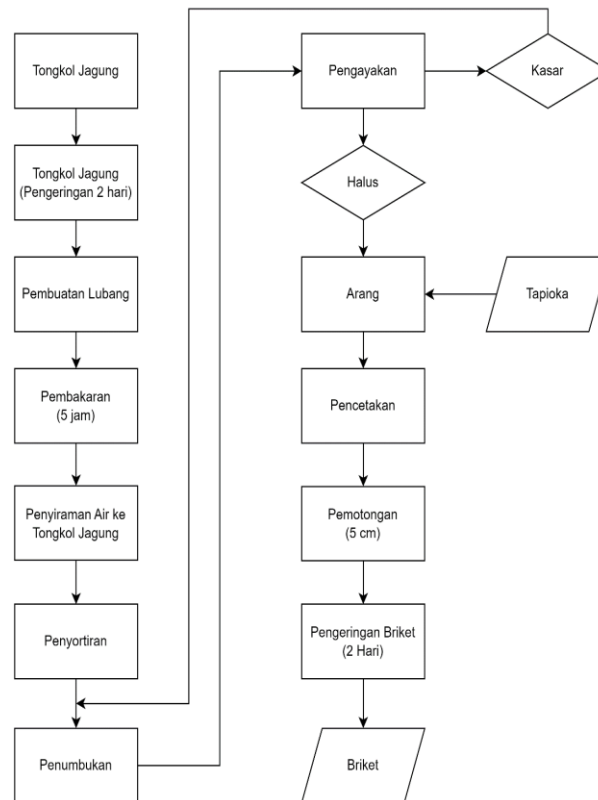 Tongkol Jagung
Tongkol Jagung
(Pengeringan 2 hari)
Pembuatan Lubang
Pembakaran
(5 jam)
Penyiraman Air ke
Tongkol Jagung
Penyortiran
Penumbukan
Pengayakan
Kasar
Halus
Arang
Tapioka
Pencetakan
Pemotongan
(5 cm)
Pengeringan Briket
(2 Hari)
Briket